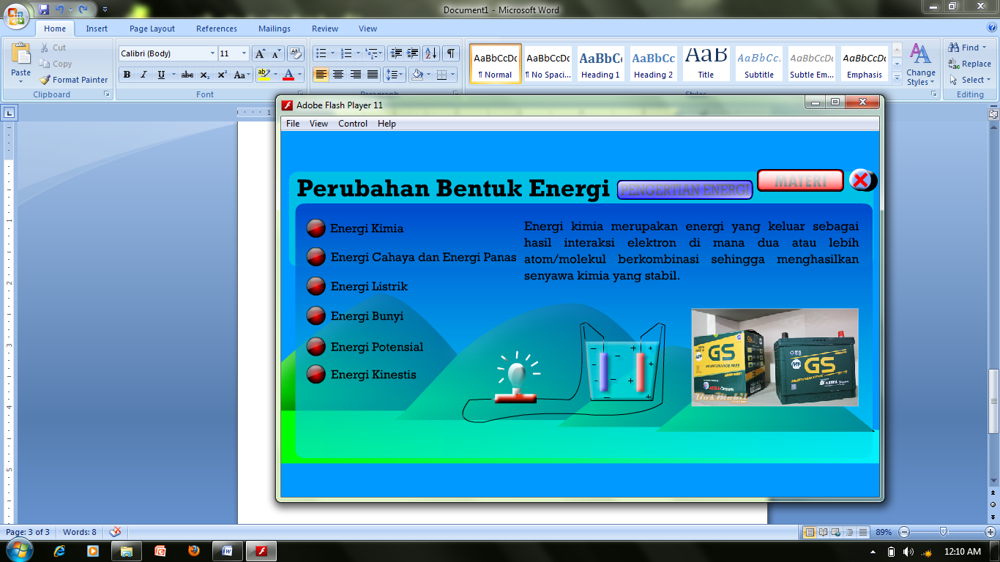 Document1 - Microsoft Word
Home Insert Page Layout References Mailings Review View
Paste
Cut
Copy
Format Painter
Clipboard
Calibri (Body) 11
Font
Paragraph
AaBbCcDc AaBbCcDc AaBbC AaBbCc AaB AaBbCc. AaBbCcDc AaBbCcDc
¶ Normal ¶ No Spaci... Heading 1 Heading 2 Title Subtitle Subtle Em... Emphasis
Change Styles
Styles
Find
Replace
Select
Editing
Adobe Flash Player 11
File View Control Help
Perubahan Bentuk Energi
PENGERTIAN ENERGI
MATERI
Energi Kimia
Energi Cahaya dan Energi Panas
Energi Listrik
Energi Bunyi
Energi Potensial
Energi Kinestis
Energi kimia merupakan energi yang keluar sebagai
hasil interaksi elektron di mana dua atau lebih
atom/molekul berkombinasi sehingga menghasilkan
senyawa kimia yang stabil.
GS
MAINTENANCE FREE
MF
GS
MAINTENANCE FREE
ASTRA
Page: 3 of 3 Words: 8
89%
12:10 AM